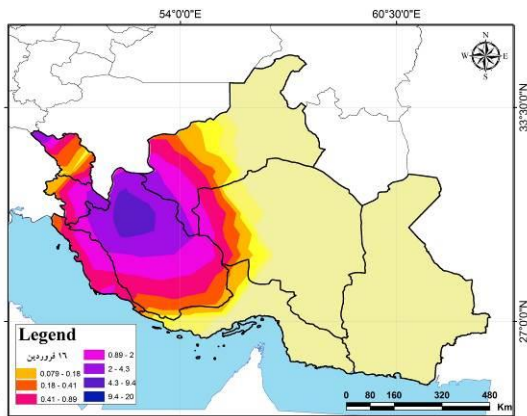 54°0'0"E
60°30'0"E
N
W
E
S
33°30'0"N
27°0'0"N
Legend
۱۶ فروردین
0.079 - 0.18
0.18 - 0.41
0.41 - 0.89
0.89 - 2
2 - 4.3
4.3 - 9.4
9.4 - 20
0 80 160 320 480
Km